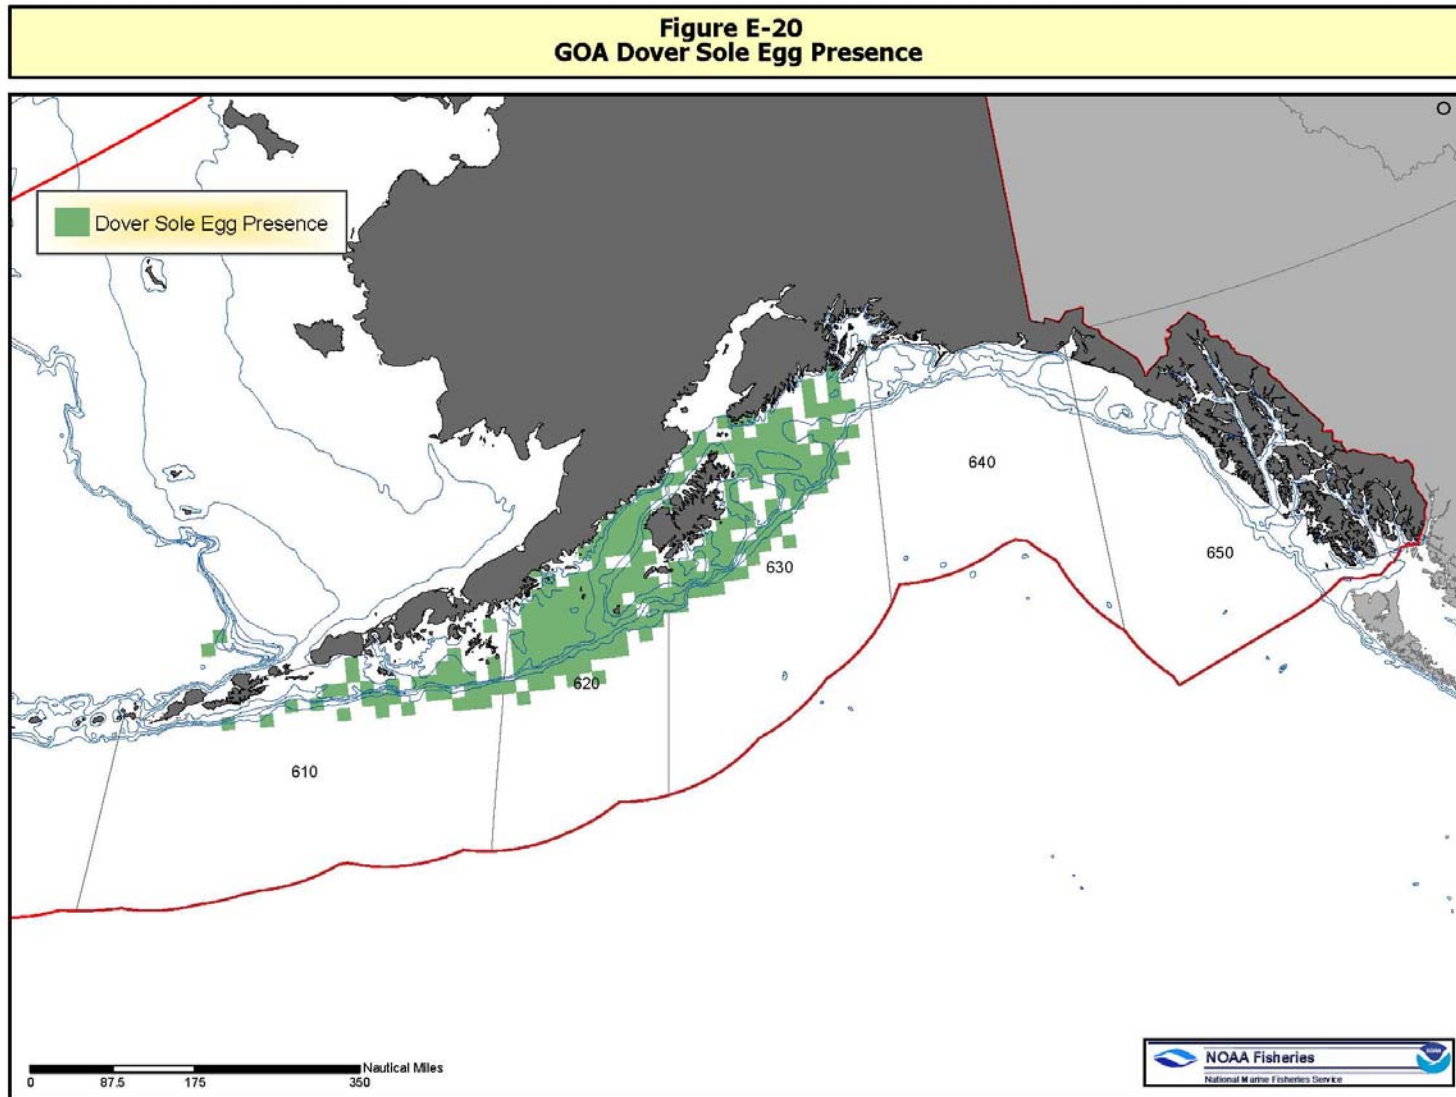 Figure E-20
GOA Dover Sole Egg Presence
Dover Sole Egg Presence
640
650
630
620
610
Nautical Miles
0 87.5 175 350
NOAA Fisheries
National Marine Fisheries Service